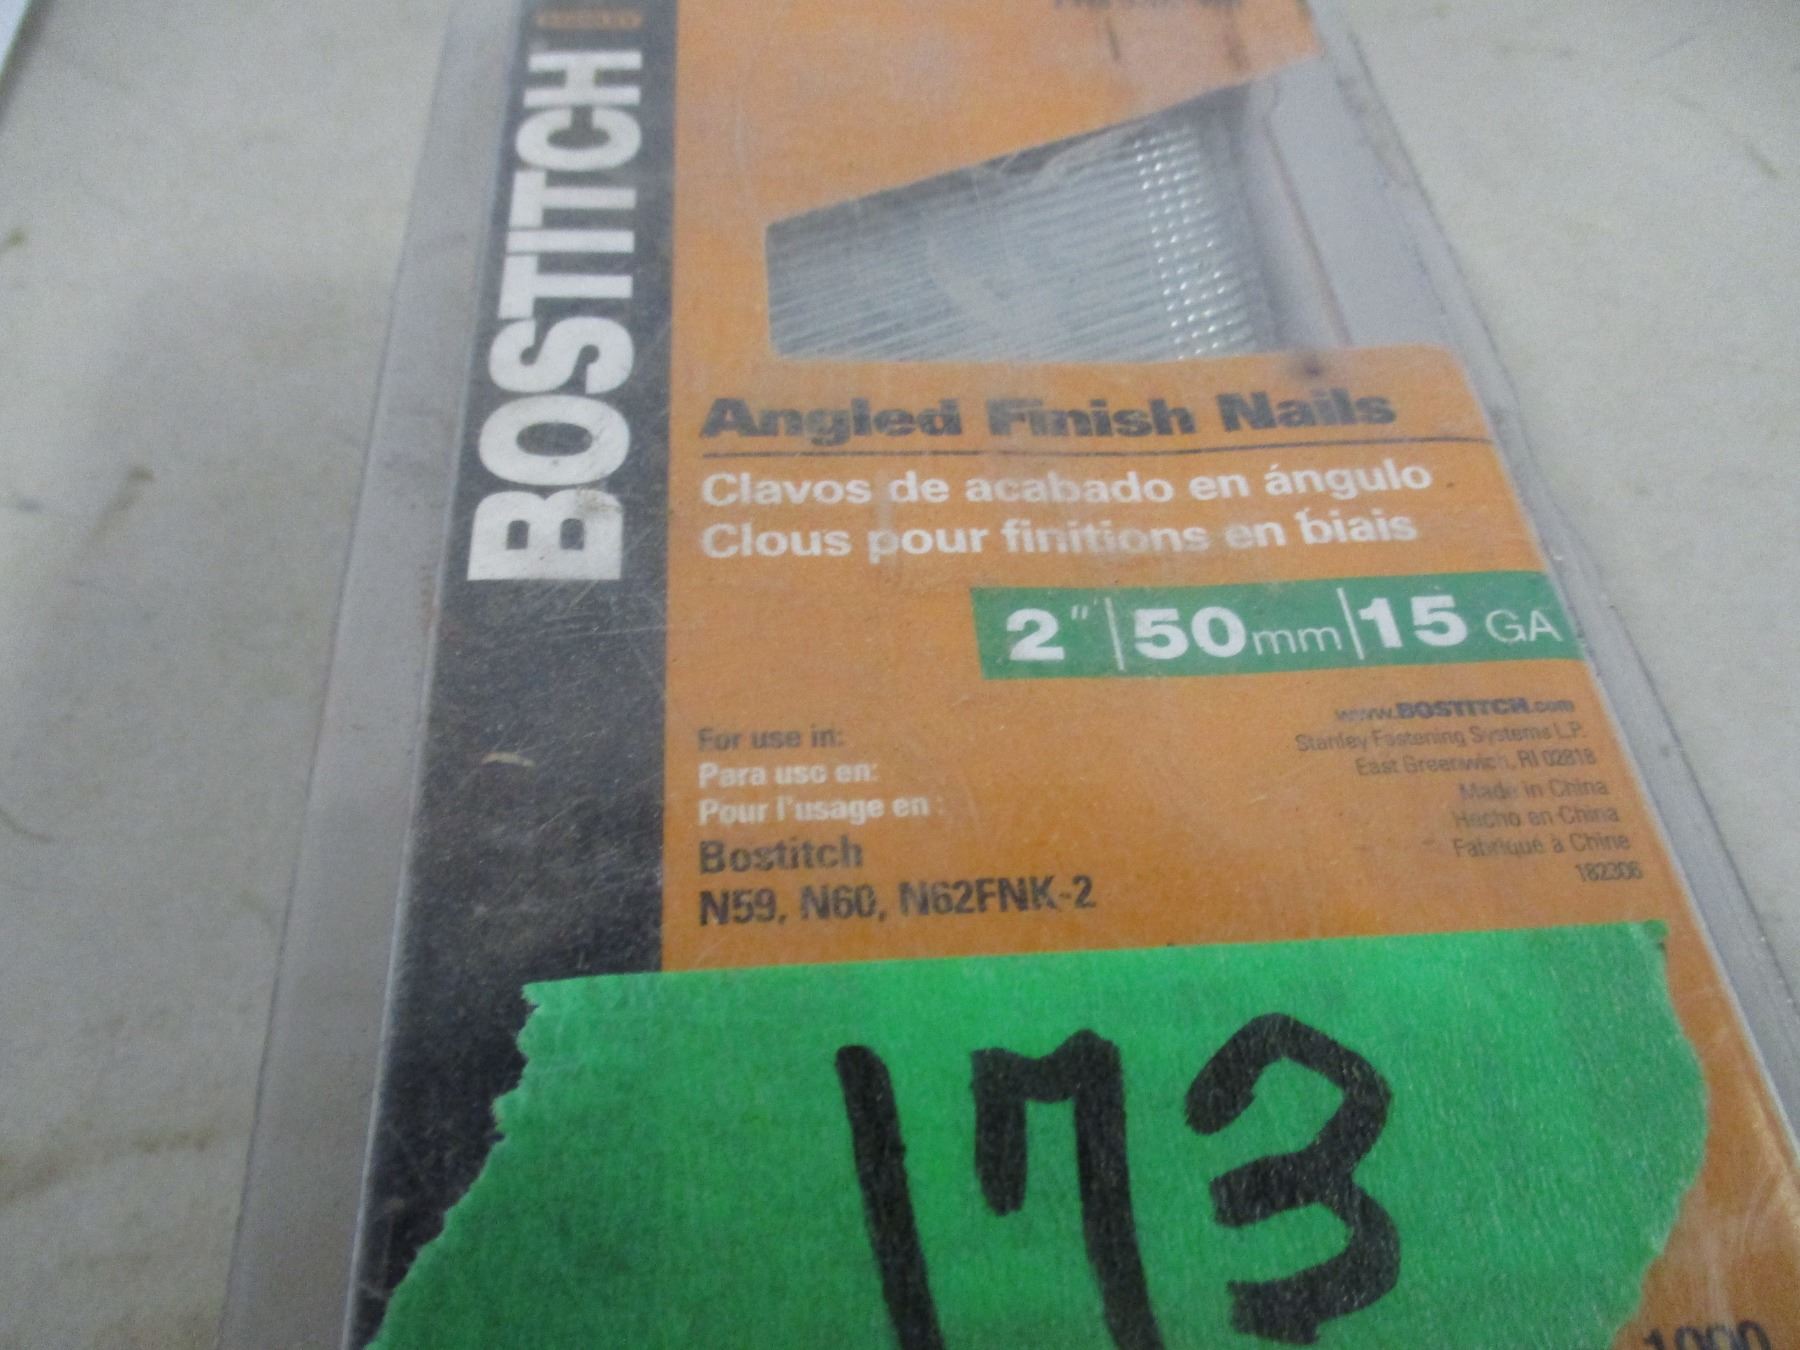 BOSTITCH
Angled Finish Nails
Clavos de acabado en ángulo
Clous pour finitions en biais
2" | 50mm | 15 GA
For use in:
Para uso en:
Pour l'usage en :
Bostitch
N59, N60, N62FNK-2
www.BOSTITCH.com
Stanley Fastening Systems L.P.
East Greenwich, RI 02818
Made in China
Hecho en China
Fabriqué à Chine
182306
173
1000